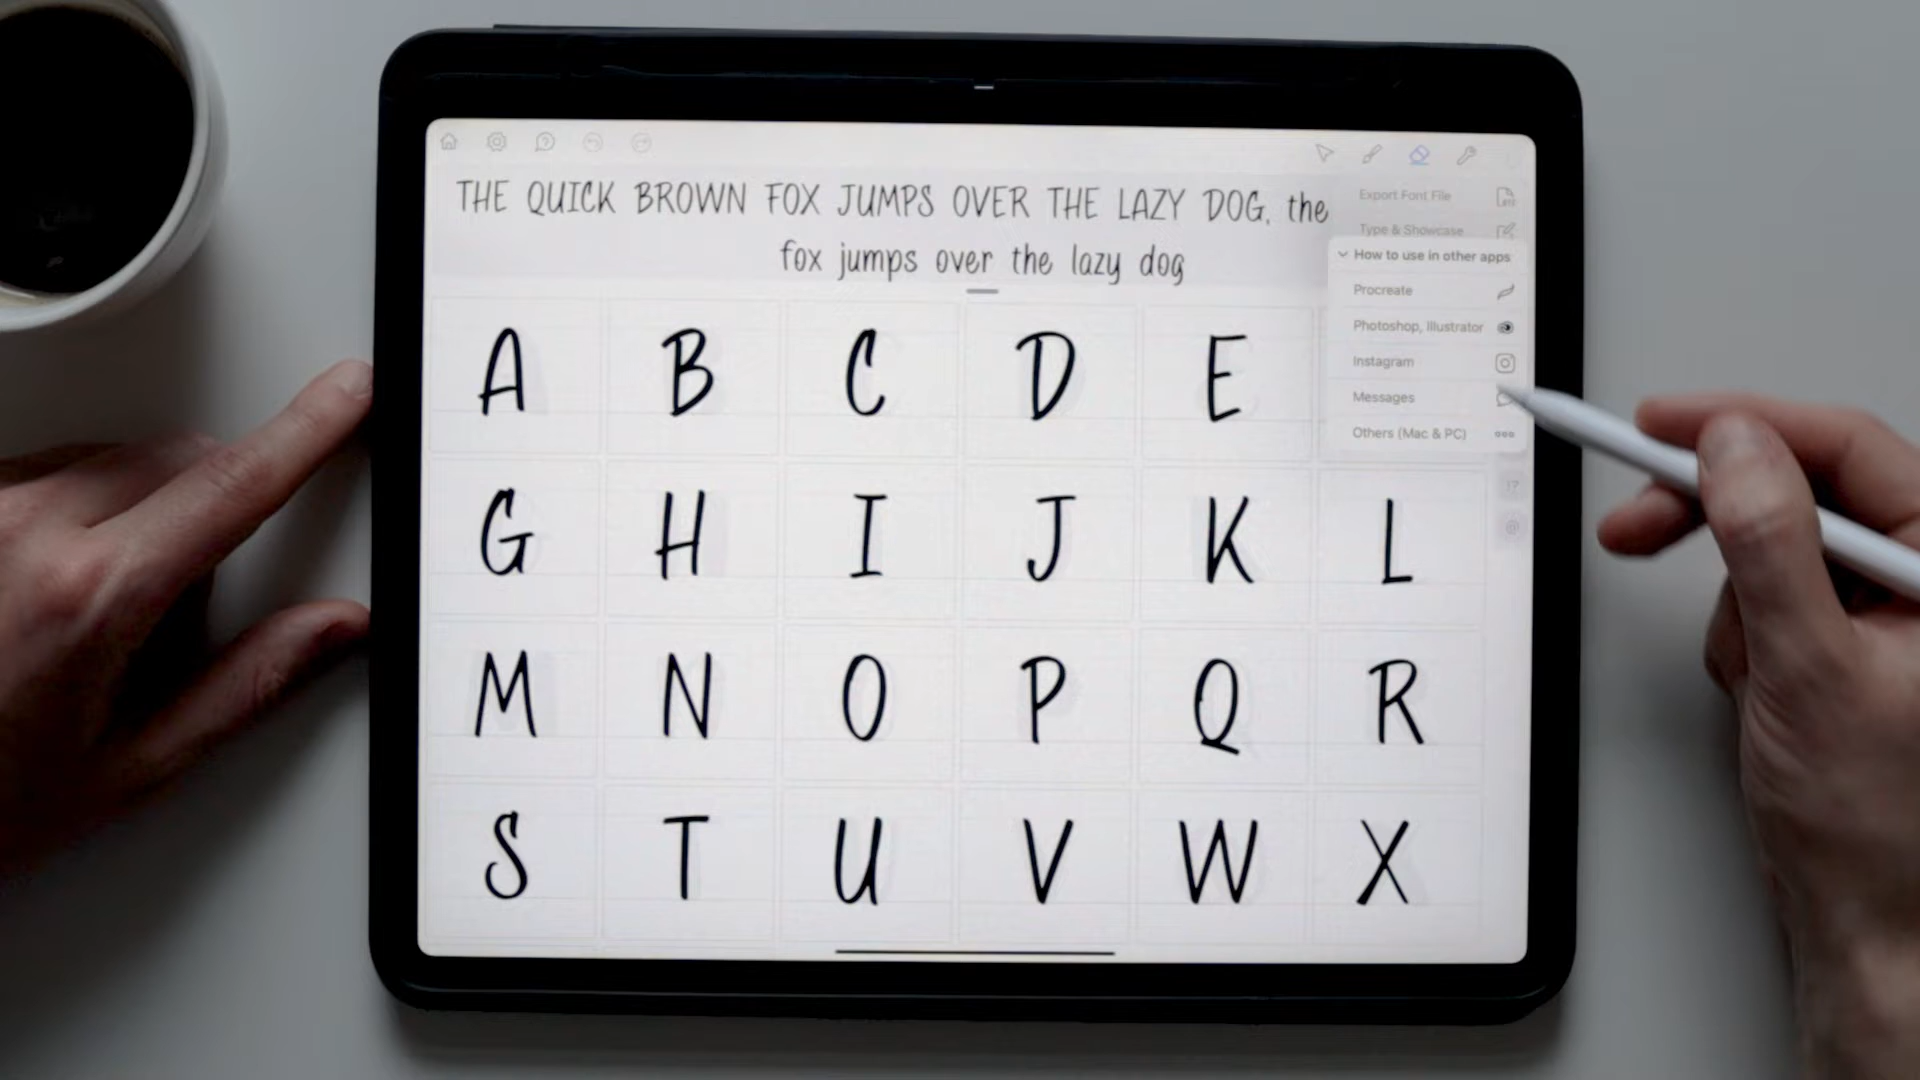 THE QUICK BROWN FOX JUMPS OVER THE LAZY DOG, the
fox jumps over the lazy dog
Export Font File
Type & Showcase
How to use in other apps
Procreate
Photoshop, Illustrator
Instagram
Messages
Others (Mac & PC)
A B C D E
G H I J K L
M N O P Q R
S T U V W X
!?
@